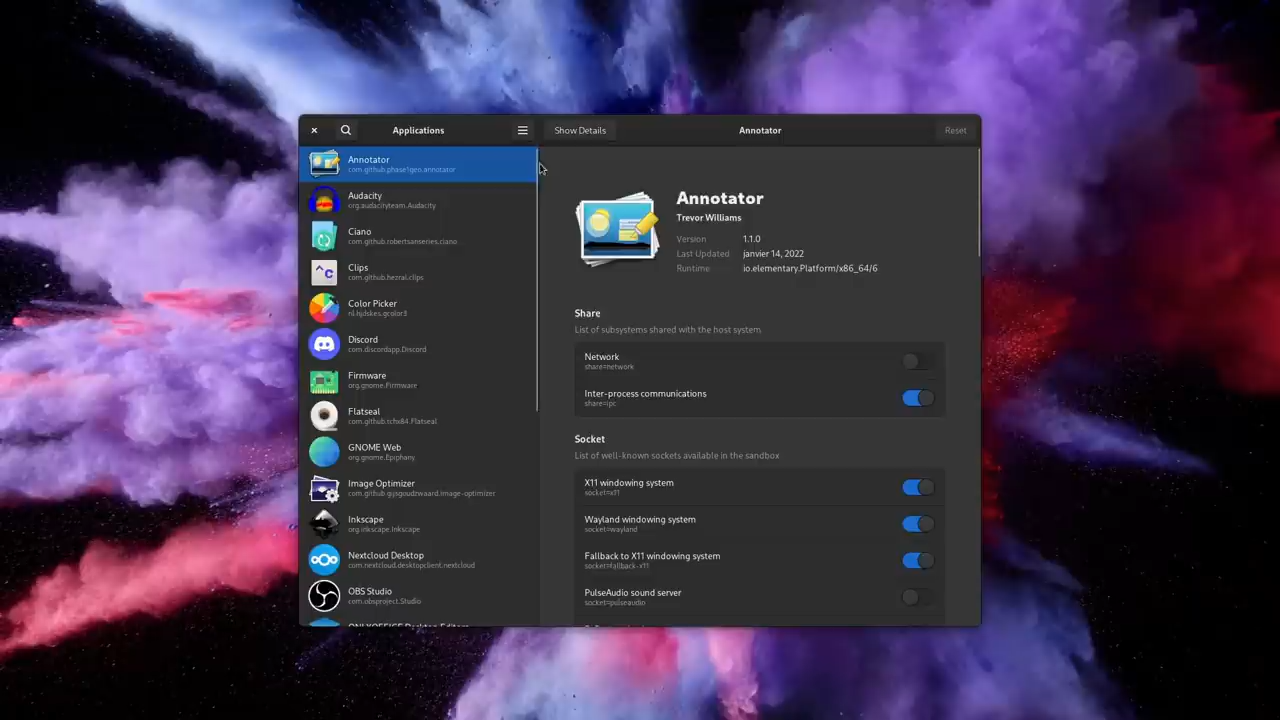 Applications
Show Details
Annotator
Reset
Annotator
com.github.phase1geo.annotator
Audacity
org.audacityteam.Audacity
Ciano
com.github.robertsanseries.ciano
Clips
com.github.hezral.clips
Color Picker
nl.hjdskes.gcolor3
Discord
com.discordapp.Discord
Firmware
org.gnome.Firmware
Flatseal
com.github.tchx84.Flatseal
GNOME Web
org.gnome.Epiphany
Image Optimizer
com.github.gijsgoudzwaard.image-optimizer
Inkscape
org.inkscape.Inkscape
Nextcloud Desktop
com.nextcloud.desktopclient.nextcloud
OBS Studio
com.obsproject.Studio
ONLYOFFICE Desktop Editors
Annotator
Trevor Williams
Version 1.1.0
Last Updated janvier 14, 2022
Runtime io.elementary.Platform/x86_64/6
Share
List of subsystems shared with the host system
Network
share=network
Inter-process communications
share=ipc
Socket
List of well-known sockets available in the sandbox
X11 windowing system
socket=x11
Wayland windowing system
socket=wayland
Fallback to X11 windowing system
socket=fallback-x11
PulseAudio sound server
socket=pulseaudio